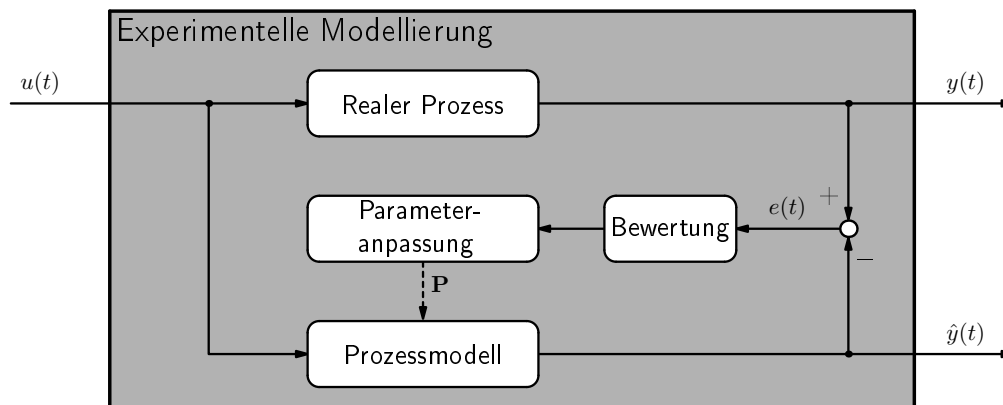 Experimentelle Modellierung
u(t)
Realer Prozess
y(t)
+
e(t)
Parameter-
anpassung
Bewertung
−
P
Prozessmodell
ŷ(t)